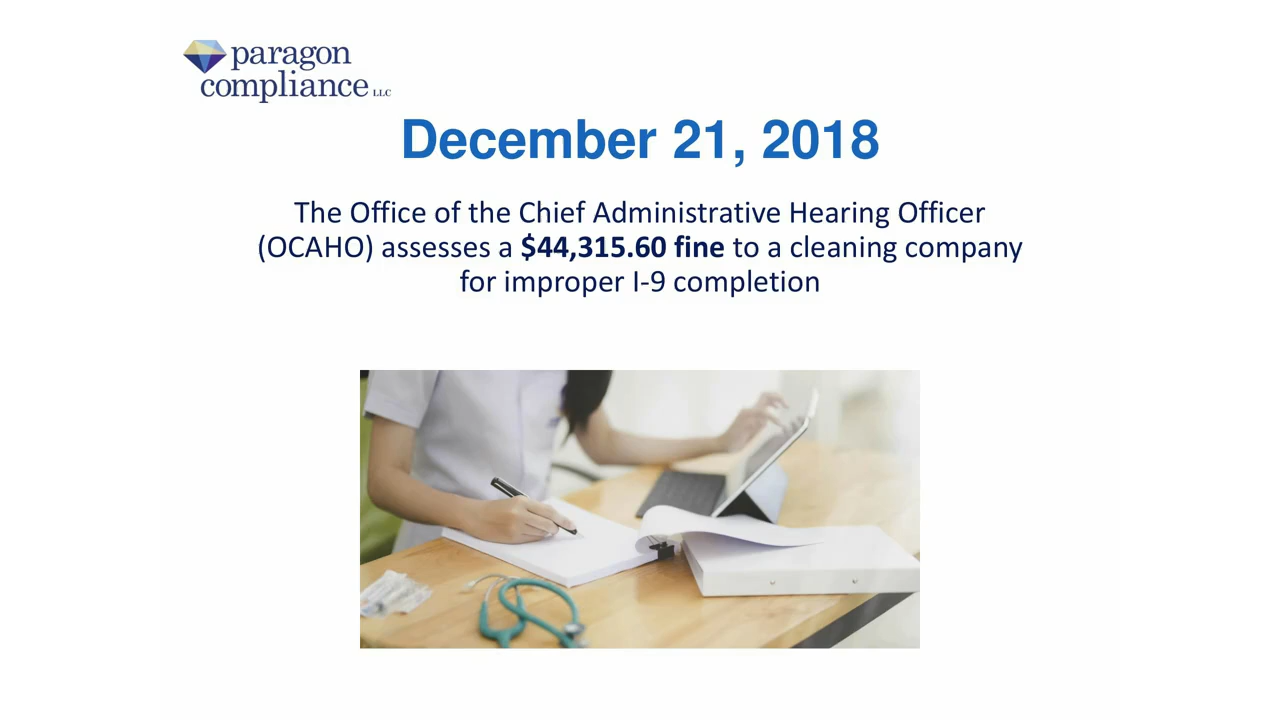 paragon
compliance LLC
December 21, 2018
The Office of the Chief Administrative Hearing Officer
(OCAHO) assesses a $44,315.60 fine to a cleaning company
for improper I-9 completion